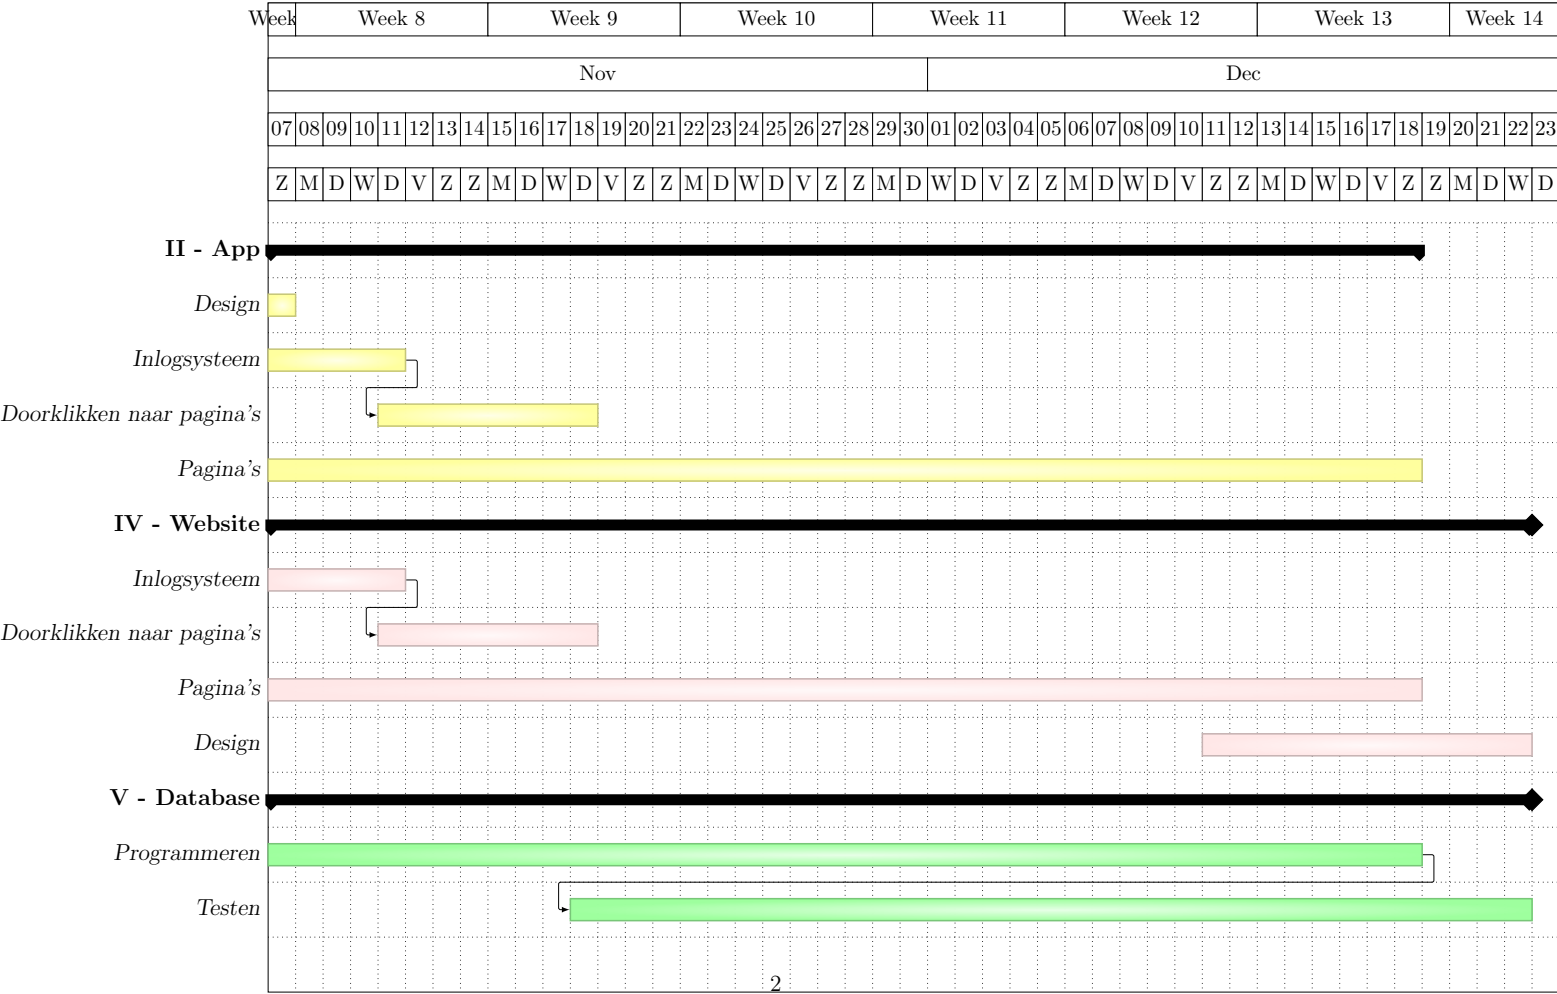 Week Week 8 Week 9 Week 10 Week 11 Week 12 Week 13 Week 14
Nov Dec
07 08 09 10 11 12 13 14 15 16 17 18 19 20 21 22 23 24 25 26 27 28 29 30 01 02 03 04 05 06 07 08 09 10 11 12 13 14 15 16 17 18 19 20 21 22 23
Z M D W D V Z Z M D W D V Z Z M D W D V Z Z M D W D V Z Z M D W D V Z Z M D W D V Z Z M D W D
II - App
Design
Inlogsysteem
Doorklikken naar pagina's
Pagina's
IV - Website
Inlogsysteem
Doorklikken naar pagina's
Pagina's
Design
V - Database
Programmeren
Testen
2